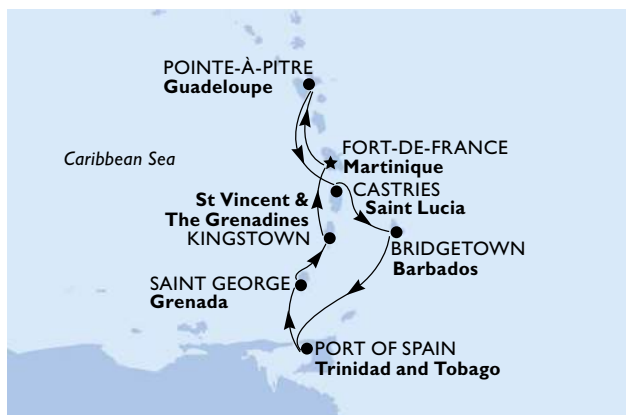 POINTE-À-PITRE
Guadeloupe
Caribbean Sea
FORT-DE-FRANCE
Martinique
CASTRIES
Saint Lucia
St Vincent &
The Grenadines
KINGSTOWN
BRIDGETOWN
Barbados
SAINT GEORGE
Grenada
PORT OF SPAIN
Trinidad and Tobago